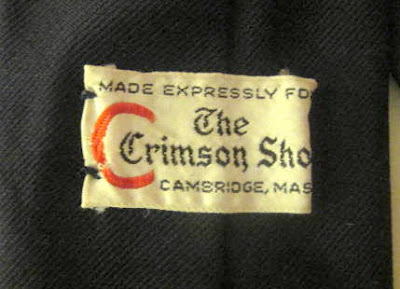 MADE EXPRESSLY FO
The
Crimson Sho
CAMBRIDGE, MAS